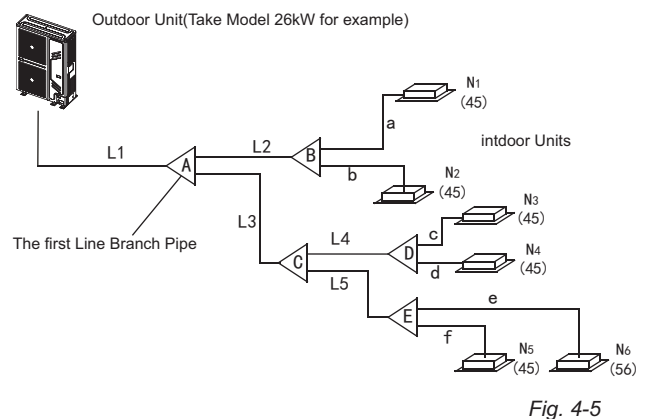 Outdoor Unit(Take Model 26kW for example)
N1
(45)
a
intdoor Units
L1
L2
A
B
b
N2
(45)
N3
(45)
L3
c
The first Line Branch Pipe
L4
D
C
d
N4
(45)
L5
e
E
f
N5
(45)
N6
(56)
Fig. 4-5